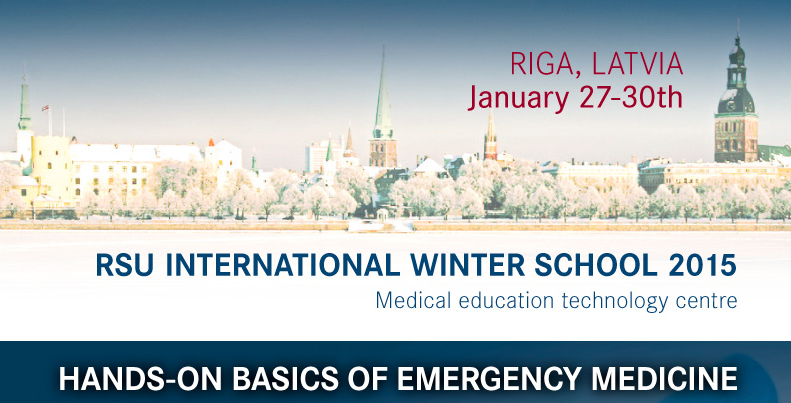 RIGA, LATVIA
January 27-30th
RSU INTERNATIONAL WINTER SCHOOL 2015
Medical education technology centre
HANDS-ON BASICS OF EMERGENCY MEDICINE